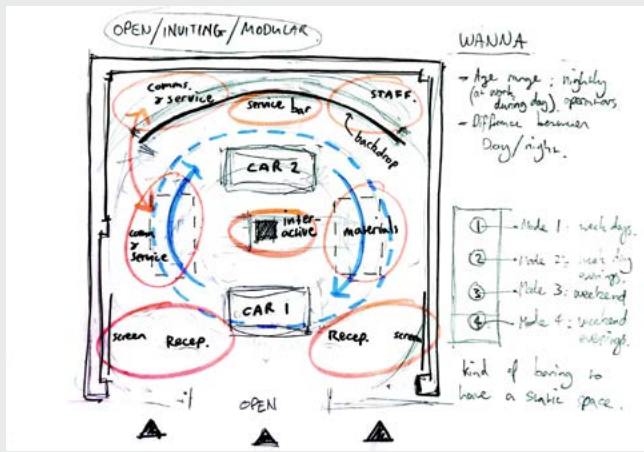 OPEN/INVITING/MODULAR
comms.
& service
service bar
STAFF.
backdrop
CAR 2
comms
& service
inter-
active
materials
CAR 1
screen
Recep.
Recep.
screen
OPEN
WANNA
- Age range: nightly
(at work
during day), operators
- Diffrence between
Day/night.
① - Mode 1: week days.
② - Mode 2: week day
evenings.
③ - Mode 3: weekend
④ - Mode 4: weekend
evenings.
kind of boring to
have a static space.